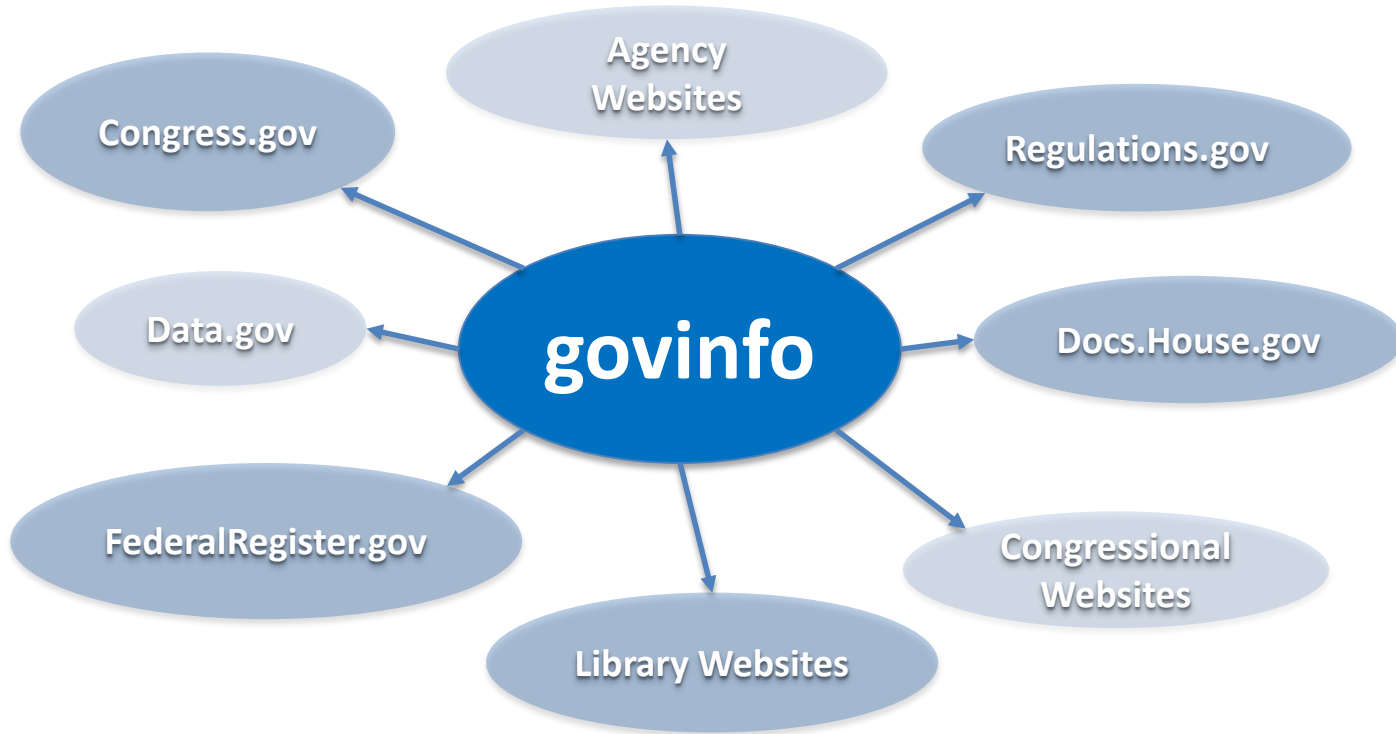 Agency
Websites
Congress.gov
Regulations.gov
Data.gov
govinfo
Docs.House.gov
FederalRegister.gov
Congressional
Websites
Library Websites